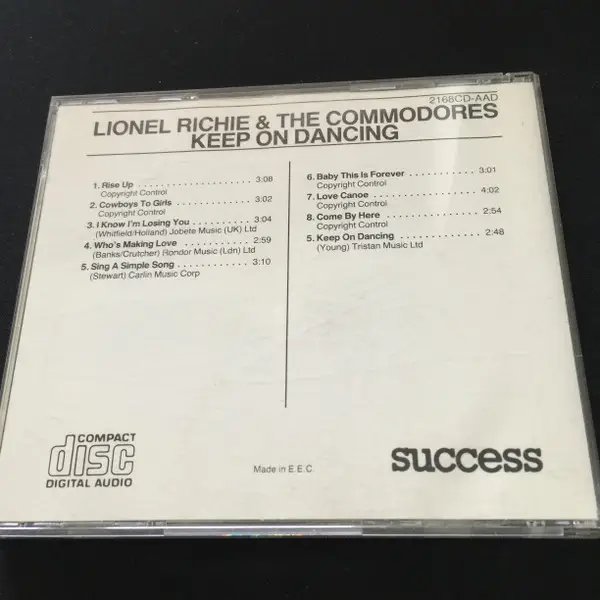 2168CD-AAD
LIONEL RICHIE & THE COMMODORES
KEEP ON DANCING
1. Rise Up . . . . . . . . . . . . . . . . . . . . 3:08
Copyright Control
2. Cowboys To Girls . . . . . . . . . . . . . 3:02
Copyright Control
3. I Know I'm Losing You . . . . . . . . . . 3:04
(Whitfield/Holland) Jobete Music (UK) Ltd
4. Who's Making Love . . . . . . . . . . . 2:59
(Banks/Crutcher) Rondor Music (Ldn) Ltd
5. Sing A Simple Song . . . . . . . . . . . 3:10
(Stewart) Carlin Music Corp
6. Baby This Is Forever . . . . . . . . . . 3:01
Copyright Control
7. Love Canoe . . . . . . . . . . . . . . . . . 4:02
Copyright Control
8. Come By Here . . . . . . . . . . . . . . . 2:54
Copyright Control
5. Keep On Dancing . . . . . . . . . . . . . 2:48
(Young) Tristan Music Ltd
COMPACT
disc
DIGITAL AUDIO
Made in E.E.C.
success